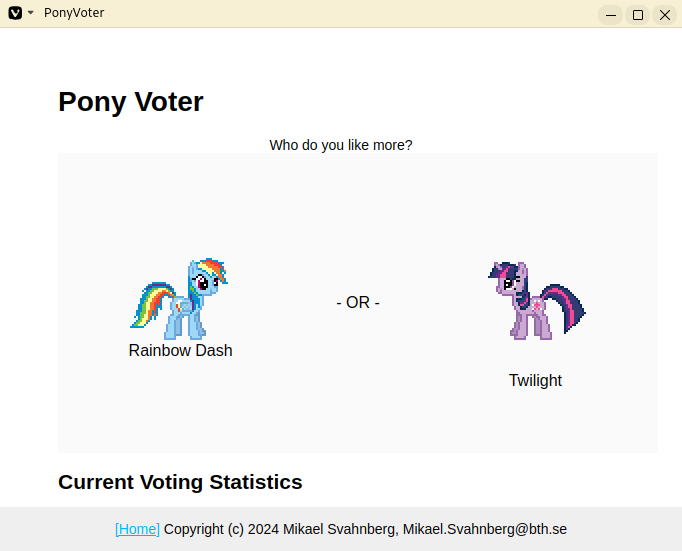 PonyVoter
Pony Voter
Who do you like more?
- OR -
Rainbow Dash
Twilight
Current Voting Statistics
[Home] Copyright (c) 2024 Mikael Svahnberg, Mikael.Svahnberg@bth.se